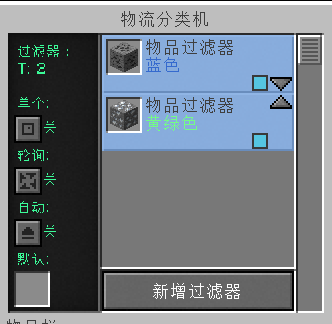 物流分类机
过滤器:
T: 2
单个:
关
轮询:
关
自动:
关
默认:
物品过滤器
蓝色
物品过滤器
黄绿色
新增过滤器
物品栏